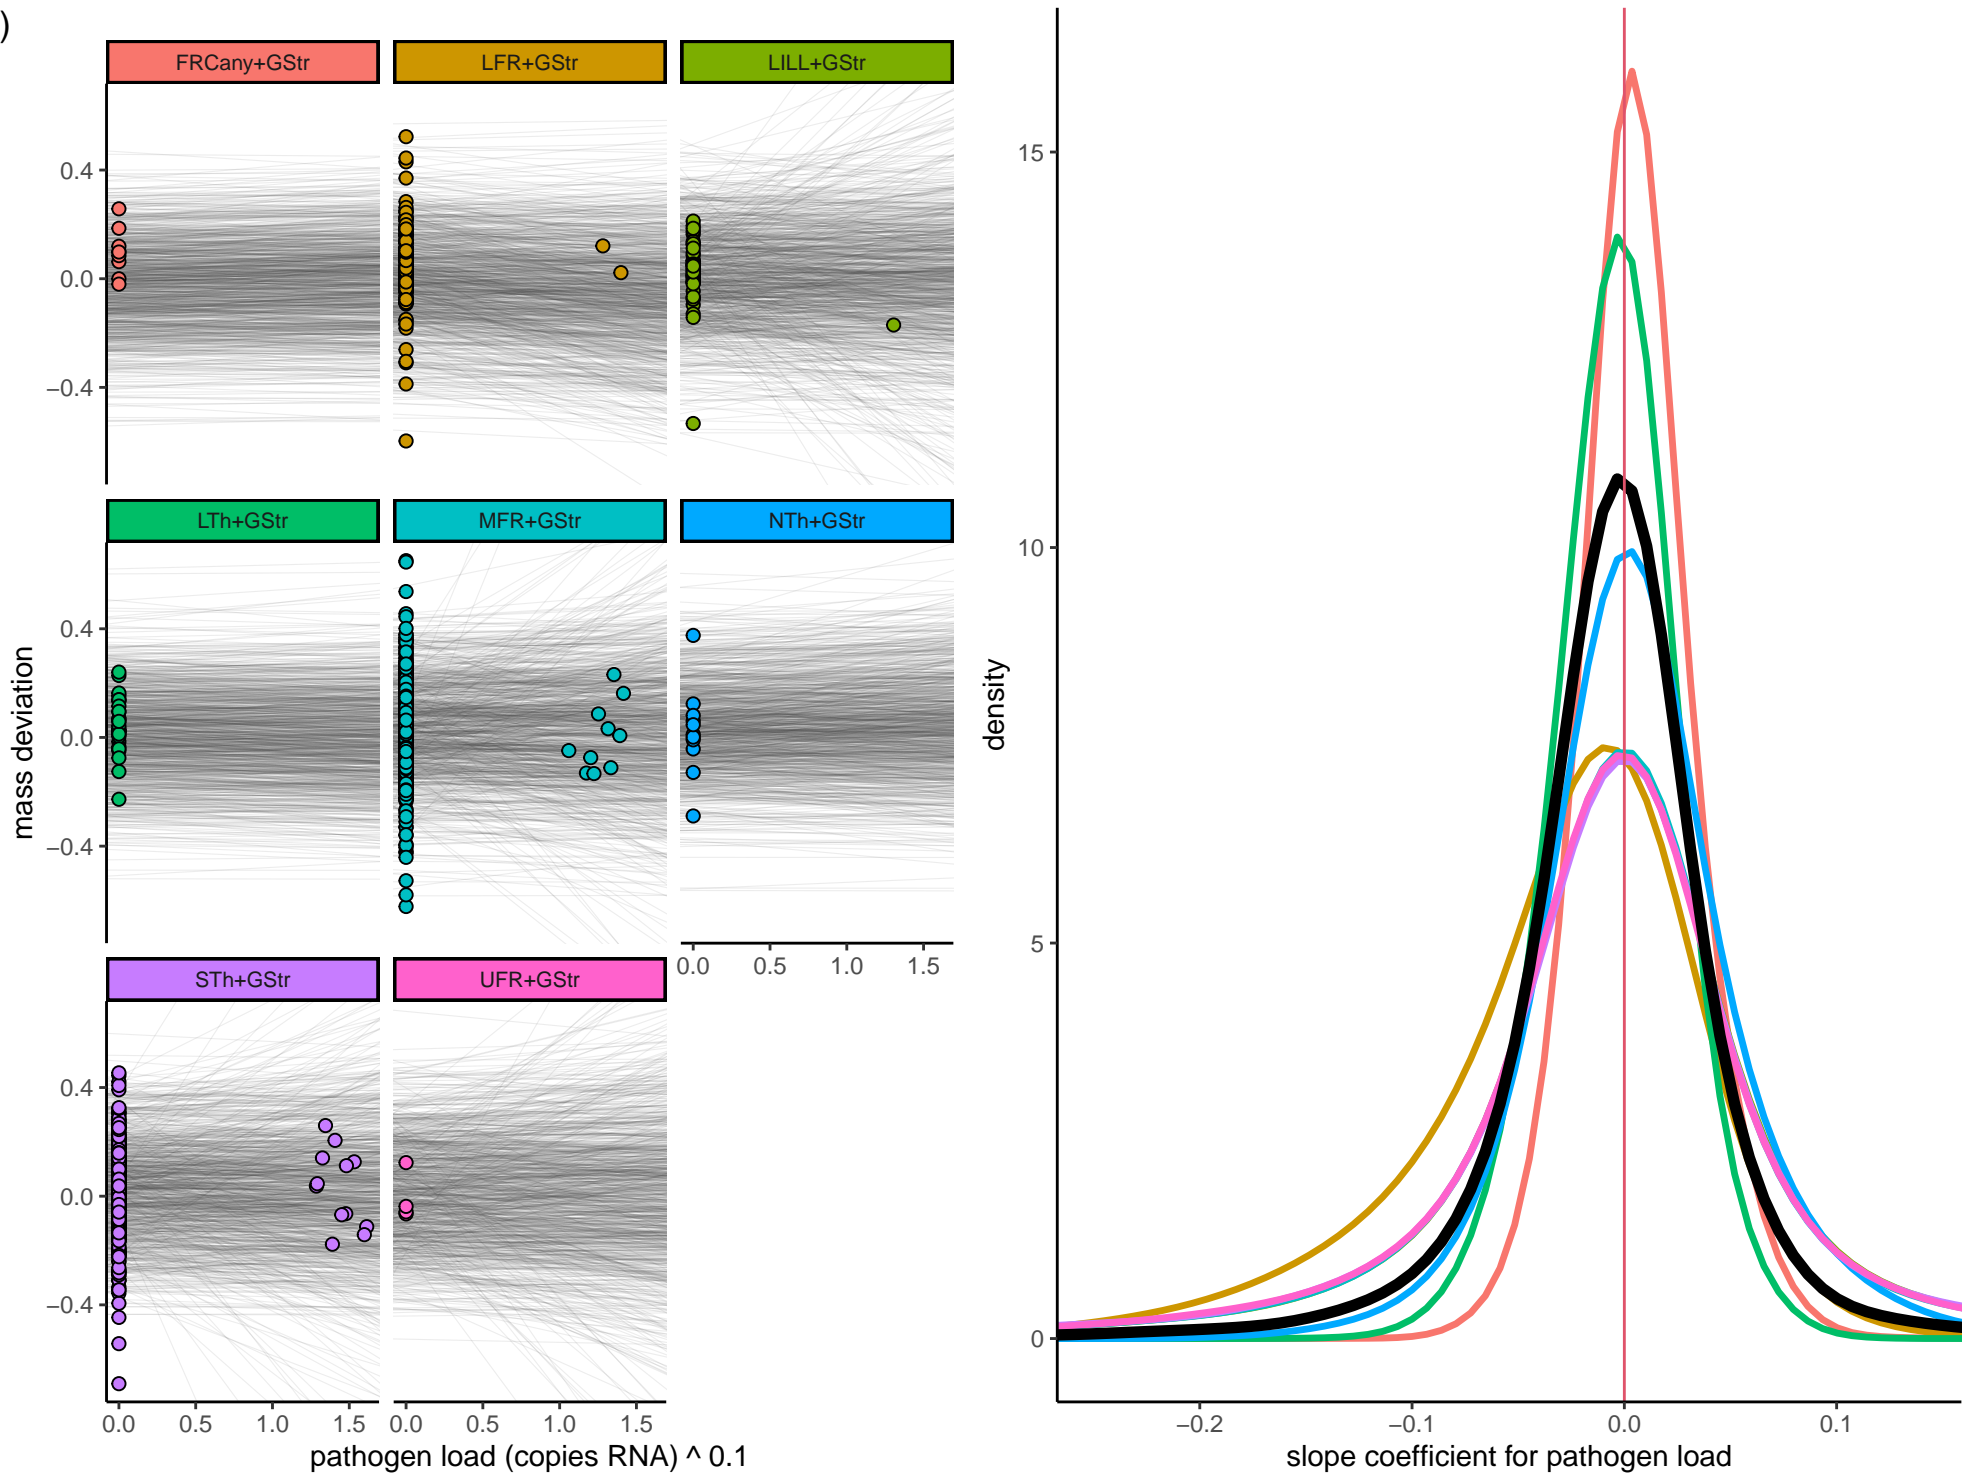 )
FRCany+GStr LFR+GStr LILL+GStr
0.4
0.0
−0.4
LTh+GStr MFR+GStr NTh+GStr
0.4
0.0
−0.4
0.0 0.5 1.0 1.5
STh+GStr UFR+GStr
0.4
0.0
−0.4
0.0 0.5 1.0 1.5 0.0 0.5 1.0 1.5
pathogen load (copies RNA) ^ 0.1
mass deviation
15
10
5
0
density
−0.2 −0.1 0.0 0.1
slope coefficient for pathogen load